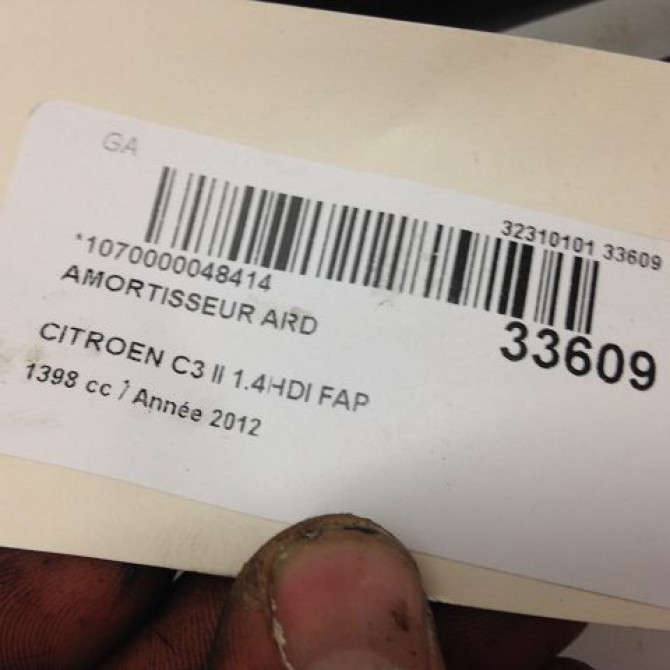 GA
32310101 33609
*1070000048414
AMORTISSEUR ARD
33609
CITROEN C3 II 1.4HDI FAP
1398 cc / Année 2012